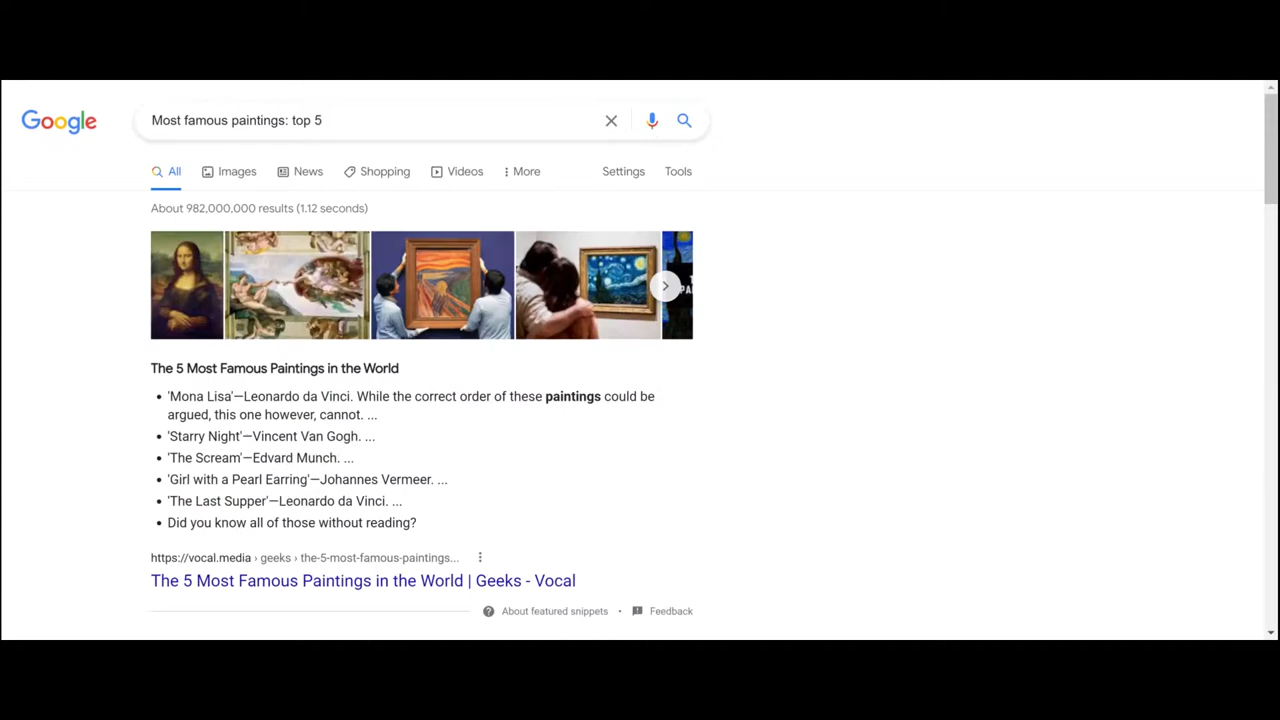 Google
Most famous paintings: top 5
All
Images
News
Shopping
Videos
More
Settings
Tools
About 982,000,000 results (1.12 seconds)
PA
The 5 Most Famous Paintings in the World
• 'Mona Lisa'—Leonardo da Vinci. While the correct order of these paintings could be
argued, this one however, cannot. ...
• 'Starry Night'—Vincent Van Gogh. ...
• 'The Scream'—Edvard Munch. ...
• 'Girl with a Pearl Earring'—Johannes Vermeer. ...
• 'The Last Supper'—Leonardo da Vinci. ...
• Did you know all of those without reading?
https://vocal.media › geeks › the-5-most-famous-paintings...
The 5 Most Famous Paintings in the World | Geeks - Vocal
About featured snippets • Feedback